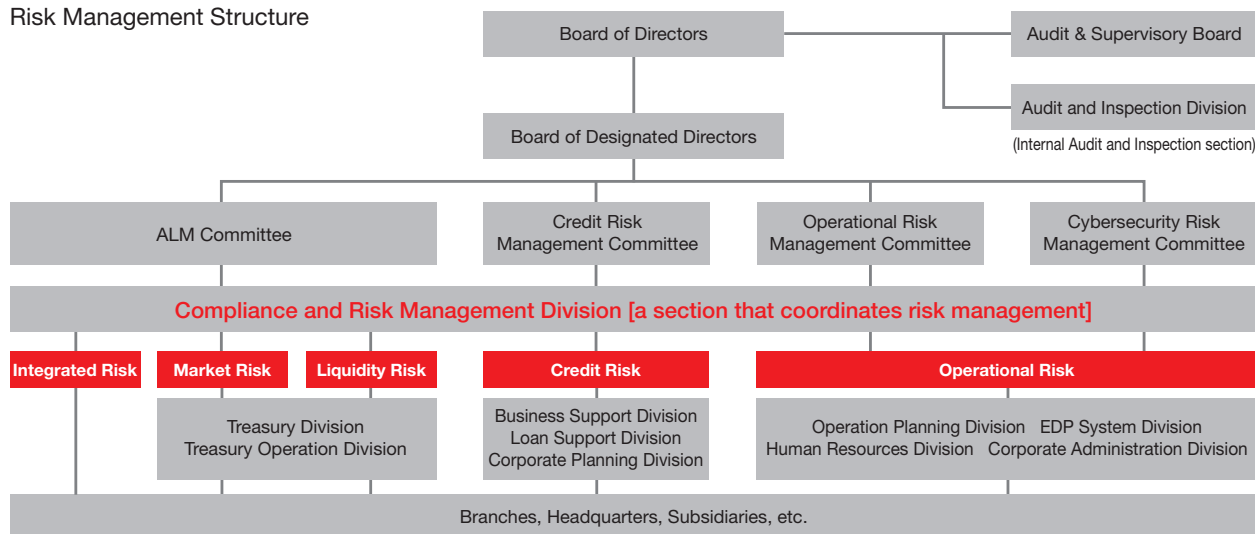 Risk Management Structure
Board of Directors
Audit & Supervisory Board
Audit and Inspection Division
(Internal Audit and Inspection section)
Board of Designated Directors
ALM Committee
Credit Risk
Management Committee
Operational Risk
Management Committee
Cybersecurity Risk
Management Committee
Compliance and Risk Management Division [a section that coordinates risk management]
Integrated Risk
Market Risk
Liquidity Risk
Credit Risk
Operational Risk
Treasury Division
Treasury Operation Division
Business Support Division
Loan Support Division
Corporate Planning Division
Operation Planning Division EDP System Division
Human Resources Division Corporate Administration Division
Branches, Headquarters, Subsidiaries, etc.